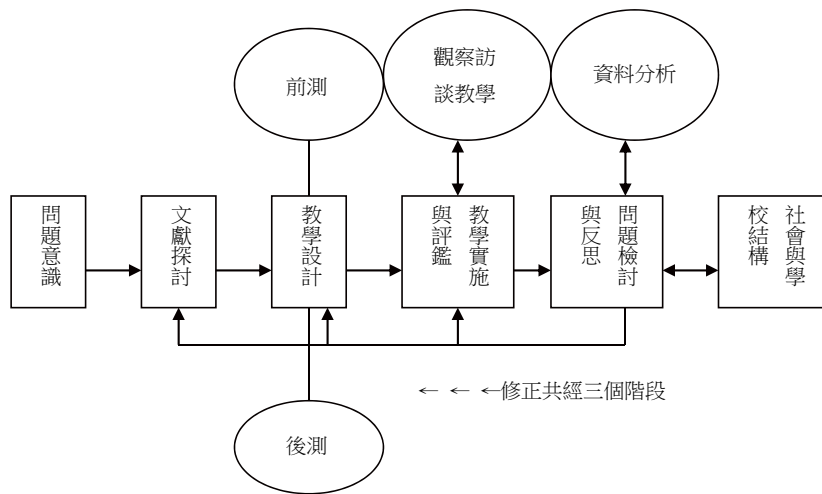 前測
觀察訪
談教學
資料分析
問題意識
文獻探討
教學設計
教學實施
與評鑑
問題檢討
與反思
社會與學
校結構
← ← ←修正共經三個階段
後測